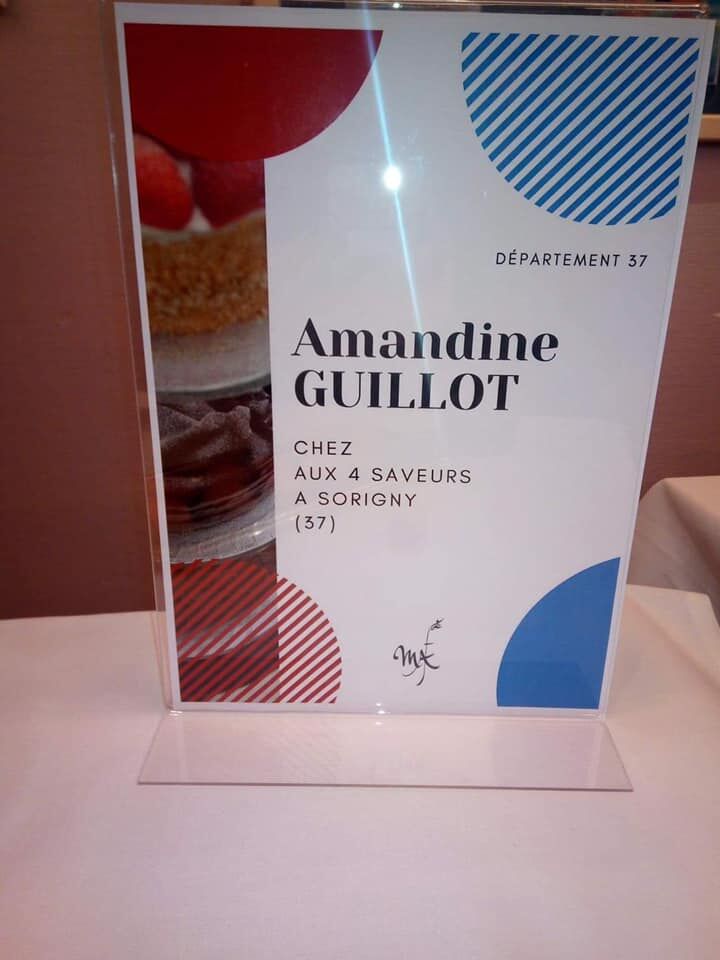 DÉPARTEMENT 37
Amandine
GUILLOT
CHEZ
AUX 4 SAVEURS
A SORIGNY
(37)